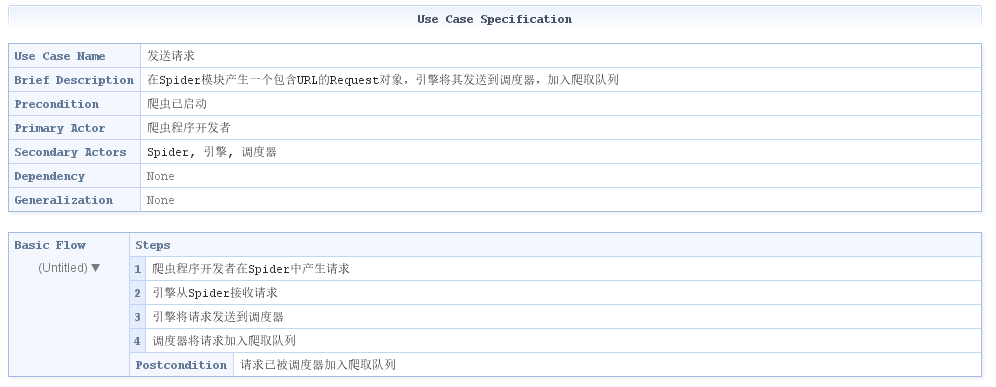 Use Case Specification
Use Case Name 发送请求
Brief Description 在Spider模块产生一个包含URL的Request对象，引擎将其发送到调度器，加入爬取队列
Precondition 爬虫已启动
Primary Actor 爬虫程序开发者
Secondary Actors Spider, 引擎, 调度器
Dependency None
Generalization None
Basic Flow Steps
(Untitled) ▼
1 爬虫程序开发者在Spider中产生请求
2 引擎从Spider接收请求
3 引擎将请求发送到调度器
4 调度器将请求加入爬取队列
Postcondition 请求已被调度器加入爬取队列